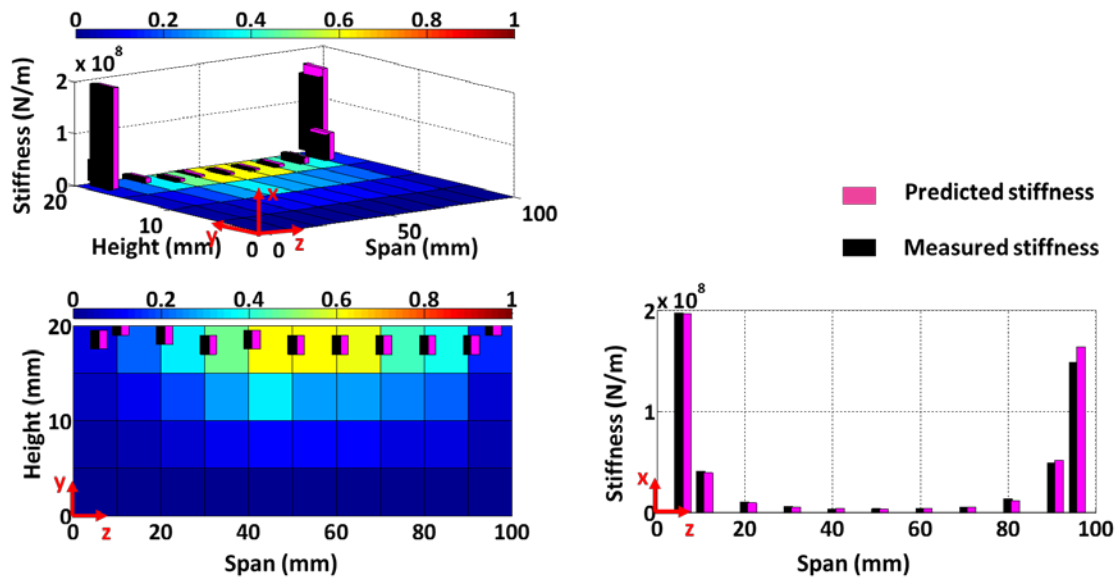 0 0.2 0.4 0.6 0.8 1
× 10^8
2
1
0
Stiffness (N/m)
20
10
0
Height (mm)
0
50
100
Span (mm)
x
y
z
Predicted stiffness
Measured stiffness
0 0.2 0.4 0.6 0.8 1
20
10
0
Height (mm)
y
z
0 20 40 60 80 100
Span (mm)
× 10^8
2
1
0
Stiffness (N/m)
x
z
0 20 40 60 80 100
Span (mm)